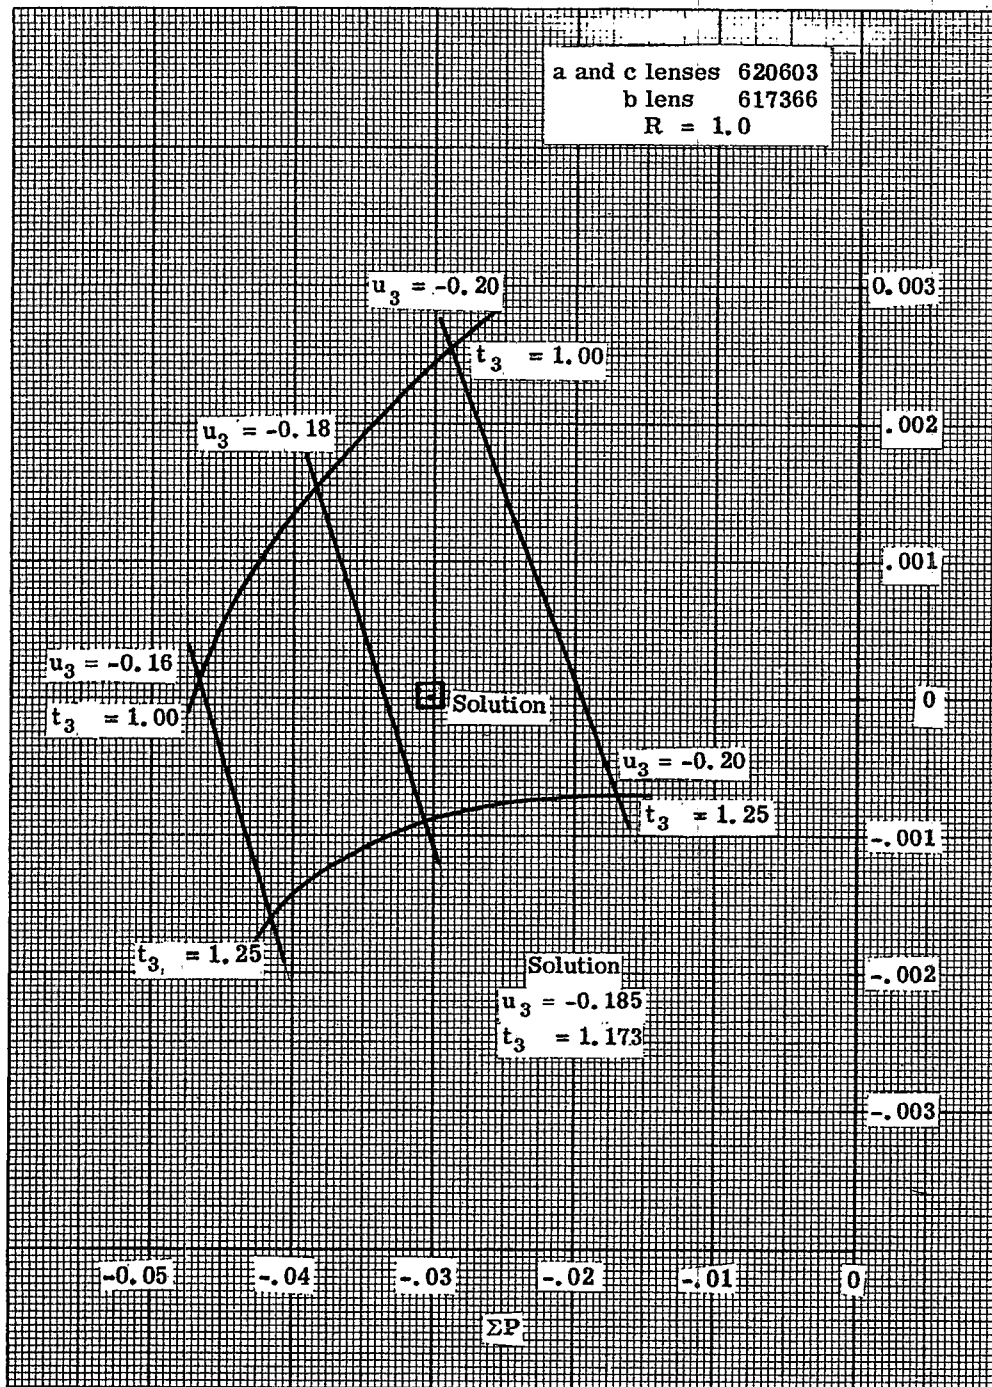 a and c lenses 620603
b lens 617366
R = 1.0
u3 = -0.20
0.003
t3 = 1.00
u3 = -0.18
.002
.001
u3 = -0.16
t3 = 1.00
Solution
0
u3 = -0.20
t3 = 1.25
-.001
t3, = 1.25
Solution
u3 = -0.185
t3 = 1.173
-.002
-.003
-0.05 -.04 -.03 -.02 -.01 0
ΣP